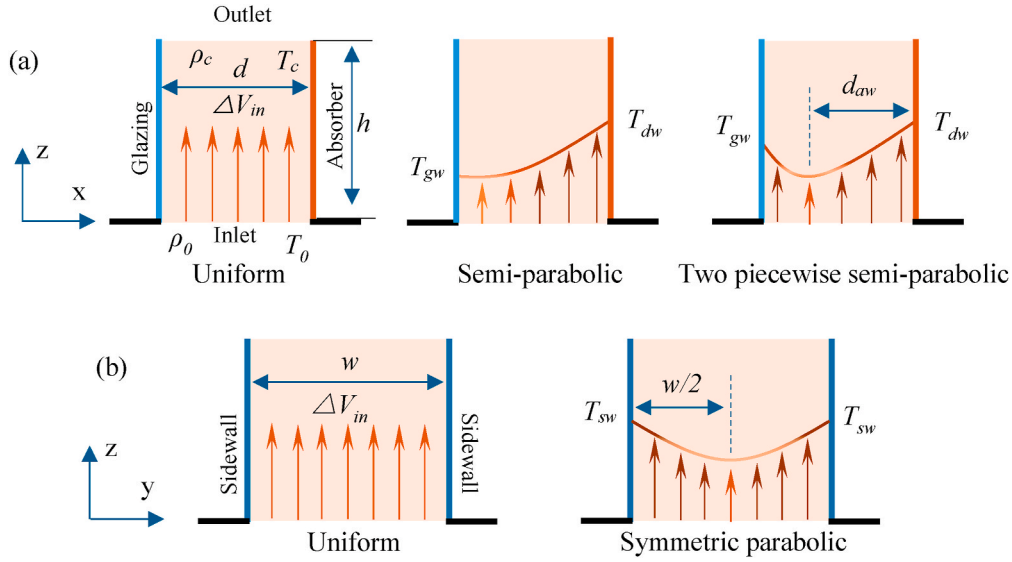 Outlet
(a)
ρc Tc
d
ΔVin
Glazing
Absorber
h
z
x
ρ0 Inlet T0
Uniform
Tgw
Tdw
Semi-parabolic
daw
Tgw
Tdw
Two piecewise semi-parabolic
(b)
w
ΔVin
Sidewall
Sidewall
z
y
Uniform
w/2
Tsw
Tsw
Symmetric parabolic